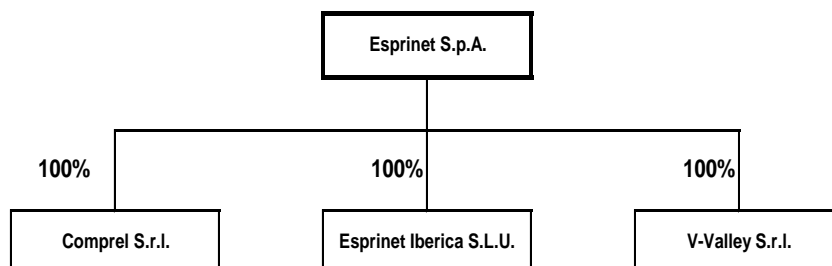 Esprinet S.p.A.
100% 100% 100%
Comprel S.r.l. Esprinet Iberica S.L.U. V-Valley S.r.l.